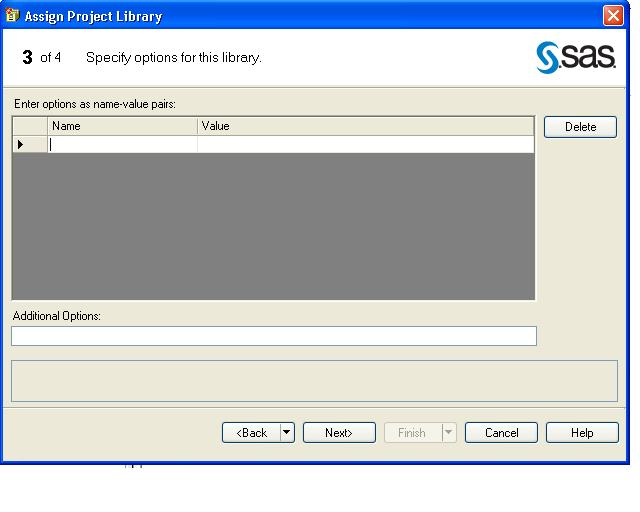 Assign Project Library
3 of 4 Specify options for this library.
sas.
Enter options as name-value pairs:
Name Value
Delete
Additional Options:
<Back Next> Finish Cancel Help